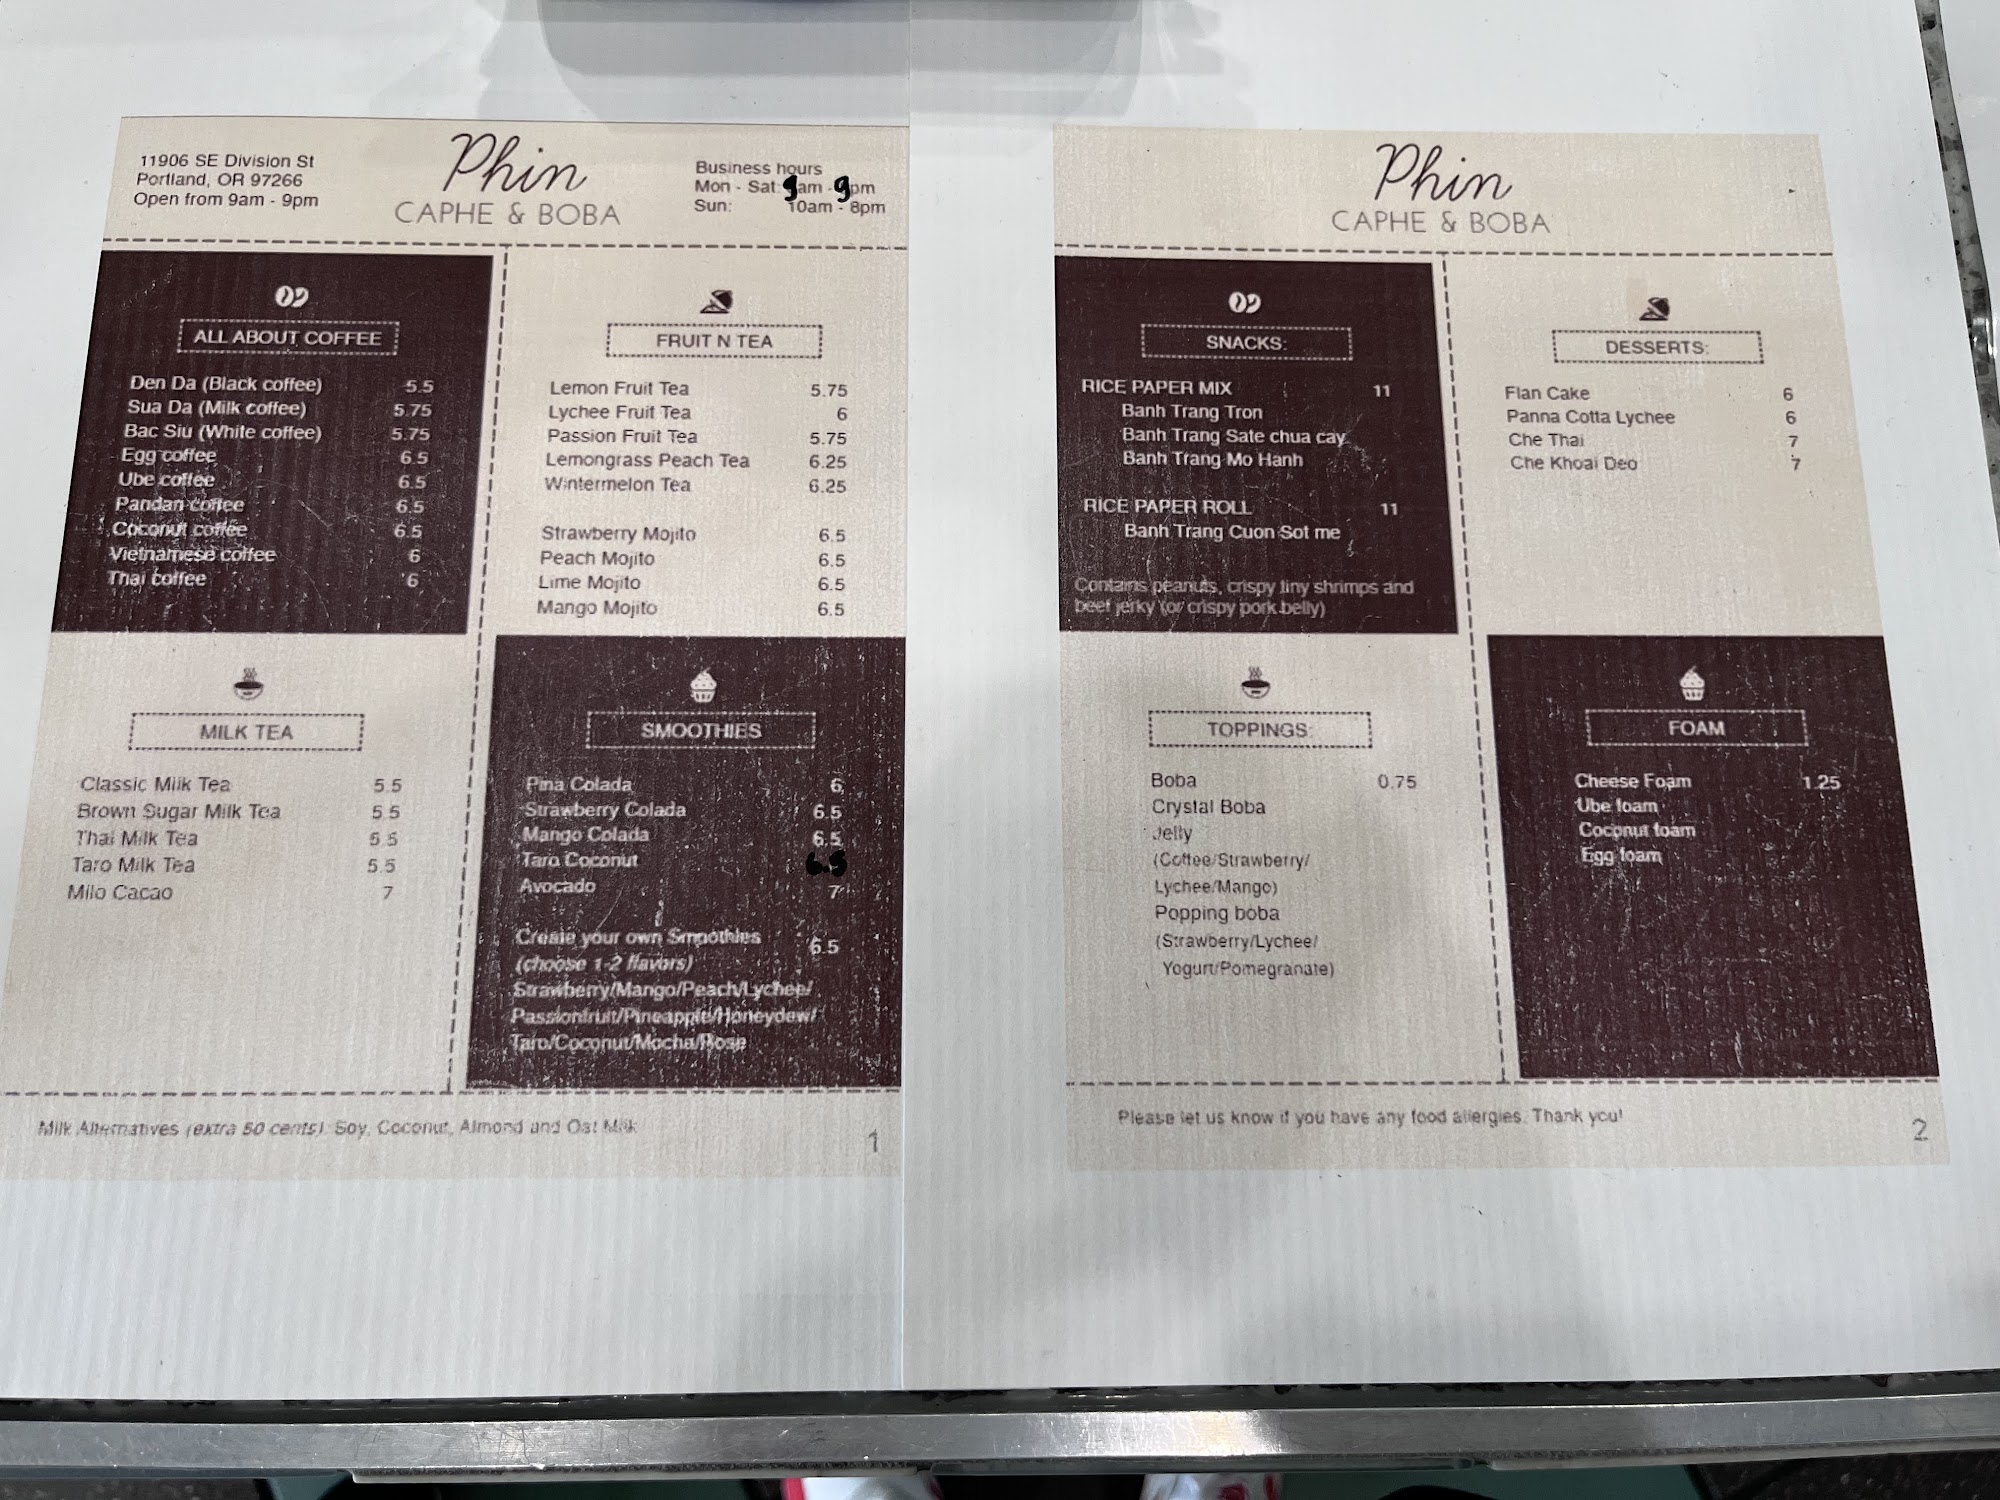 11906 SE Division St
Portland, OR 97266
Open from 9am - 9pm
Phin
CAPHE & BOBA
Business hours
Mon - Sat: 9am - 9pm
Sun: 10am - 8pm
ALL ABOUT COFFEE
Den Da (Black coffee) 5.5
Sua Da (Milk coffee) 5.75
Bac Siu (White coffee) 5.75
Egg coffee 6.5
Ube coffee 6.5
Pandan coffee 6.5
Coconut coffee 6.5
Vietnamese coffee 6
Thai coffee 6
FRUIT N TEA
Lemon Fruit Tea 5.75
Lychee Fruit Tea 6
Passion Fruit Tea 5.75
Lemongrass Peach Tea 6.25
Wintermelon Tea 6.25
Strawberry Mojito 6.5
Peach Mojito 6.5
Lime Mojito 6.5
Mango Mojito 6.5
MILK TEA
Classic Milk Tea 5.5
Brown Sugar Milk Tea 5.5
Thai Milk Tea 5.5
Taro Milk Tea 5.5
Milo Cacao 7
SMOOTHIES
Pina Colada 6
Strawberry Colada 6.5
Mango Colada 6.5
Taro Coconut 6.5
Avocado 7
Create your own Smoothies 6.5
(choose 1-2 flavors)
Strawberry/Mango/Peach/Lychee/
Passionfruit/Pineapple/Honeydew/
Taro/Coconut/Mocha/Rose
Milk Alternatives (extra 50 cents): Soy, Coconut, Almond and Oat Milk
1
Phin
CAPHE & BOBA
SNACKS:
RICE PAPER MIX 11
Banh Trang Tron
Banh Trang Sate chua cay
Banh Trang Mo Hanh
RICE PAPER ROLL 11
Banh Trang Cuon Sot me
Contains peanuts, crispy tiny shrimps and
beef jerky (or crispy pork belly)
DESSERTS:
Flan Cake 6
Panna Cotta Lychee 6
Che Thai 7
Che Khoai Deo 7
TOPPINGS:
Boba 0.75
Crystal Boba
Jelly
(Coffee/Strawberry/
Lychee/Mango)
Popping boba
(Strawberry/Lychee/
Yogurt/Pomegranate)
FOAM
Cheese Foam 1.25
Ube foam
Coconut foam
Egg foam
Please let us know if you have any food allergies. Thank you!
2